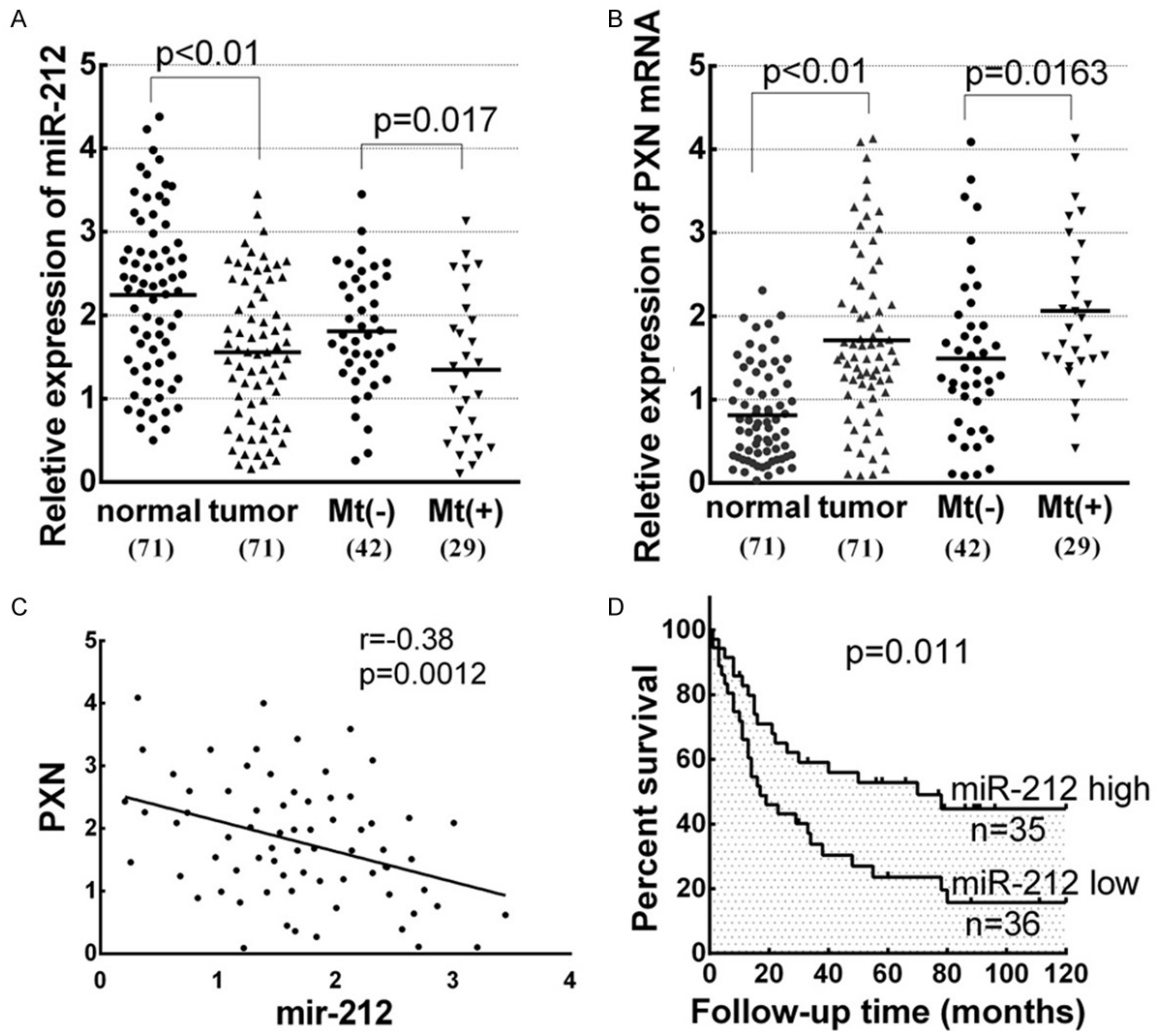 A
Reletive expression of miR-212
5
4
3
2
1
0
p<0.01
p=0.017
normal tumor Mt(-) Mt(+)
(71) (71) (42) (29)
B
Reletive expression of PXN mRNA
5
4
3
2
1
0
p<0.01
p=0.0163
normal tumor Mt(-) Mt(+)
(71) (71) (42) (29)
C
PXN
5
4
3
2
1
0
r=-0.38
p=0.0012
0 1 2 3 4
mir-212
D
Percent survival
100
80
60
40
20
0
p=0.011
miR-212 high
n=35
miR-212 low
n=36
0 20 40 60 80 100 120
Follow-up time (months)